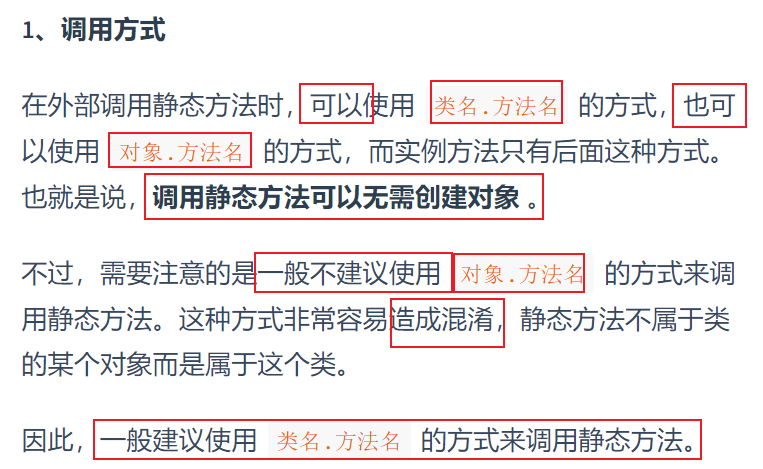 1、调用方式
在外部调用静态方法时，可以使用 类名.方法名 的方式，也可
以使用 对象.方法名 的方式，而实例方法只有后面这种方式。
也就是说，调用静态方法可以无需创建对象 。
不过，需要注意的是一般不建议使用 对象.方法名 的方式来调
用静态方法。这种方式非常容易造成混淆，静态方法不属于类
的某个对象而是属于这个类。
因此，一般建议使用 类名.方法名 的方式来调用静态方法。